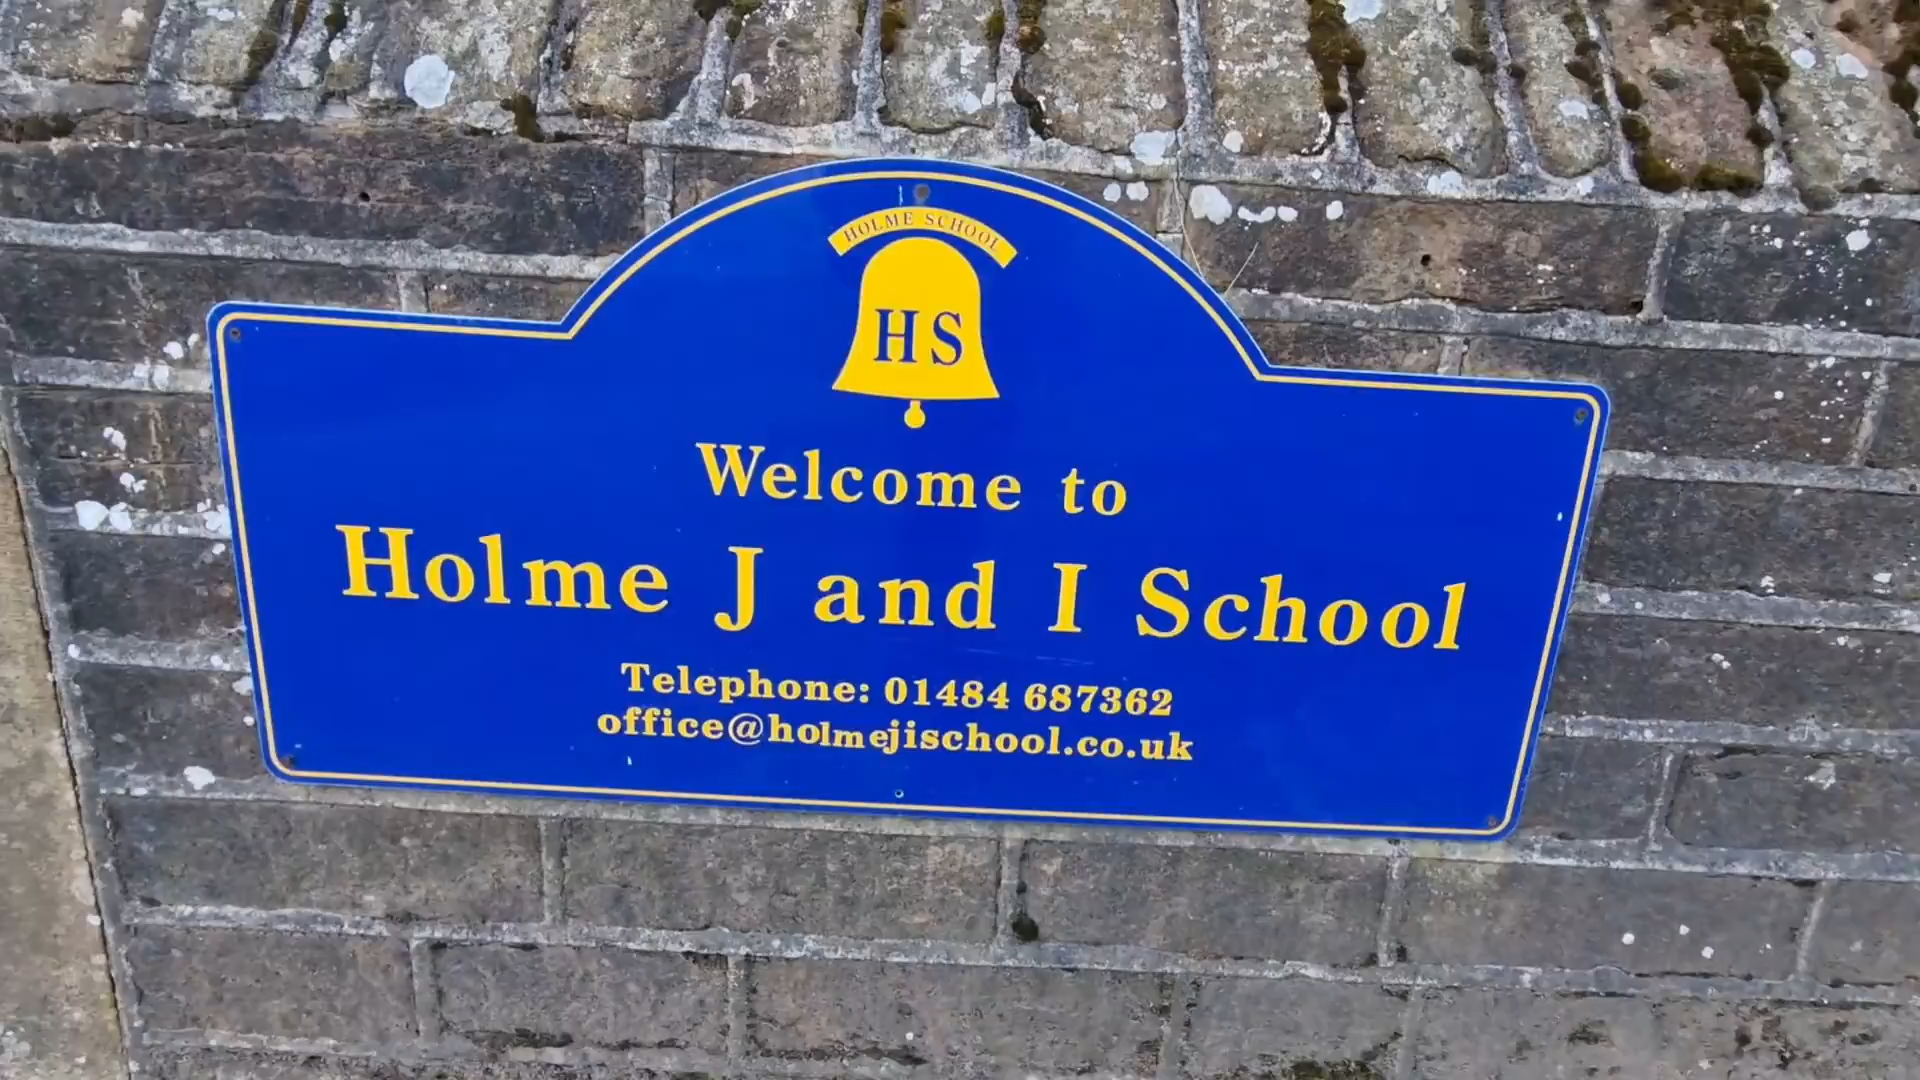 HOLME SCHOOL
HS
Welcome to
Holme J and I School
Telephone: 01484 687362
office@holmejischool.co.uk